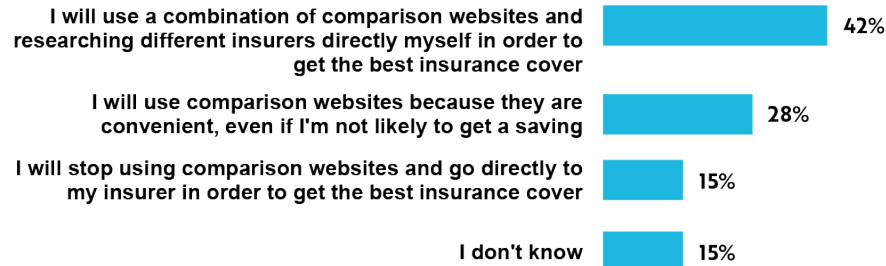 I will use a combination of comparison websites and
researching different insurers directly myself in order to
get the best insurance cover
42%
I will use comparison websites because they are
convenient, even if I'm not likely to get a saving
28%
I will stop using comparison websites and go directly to
my insurer in order to get the best insurance cover
15%
I don't know
15%